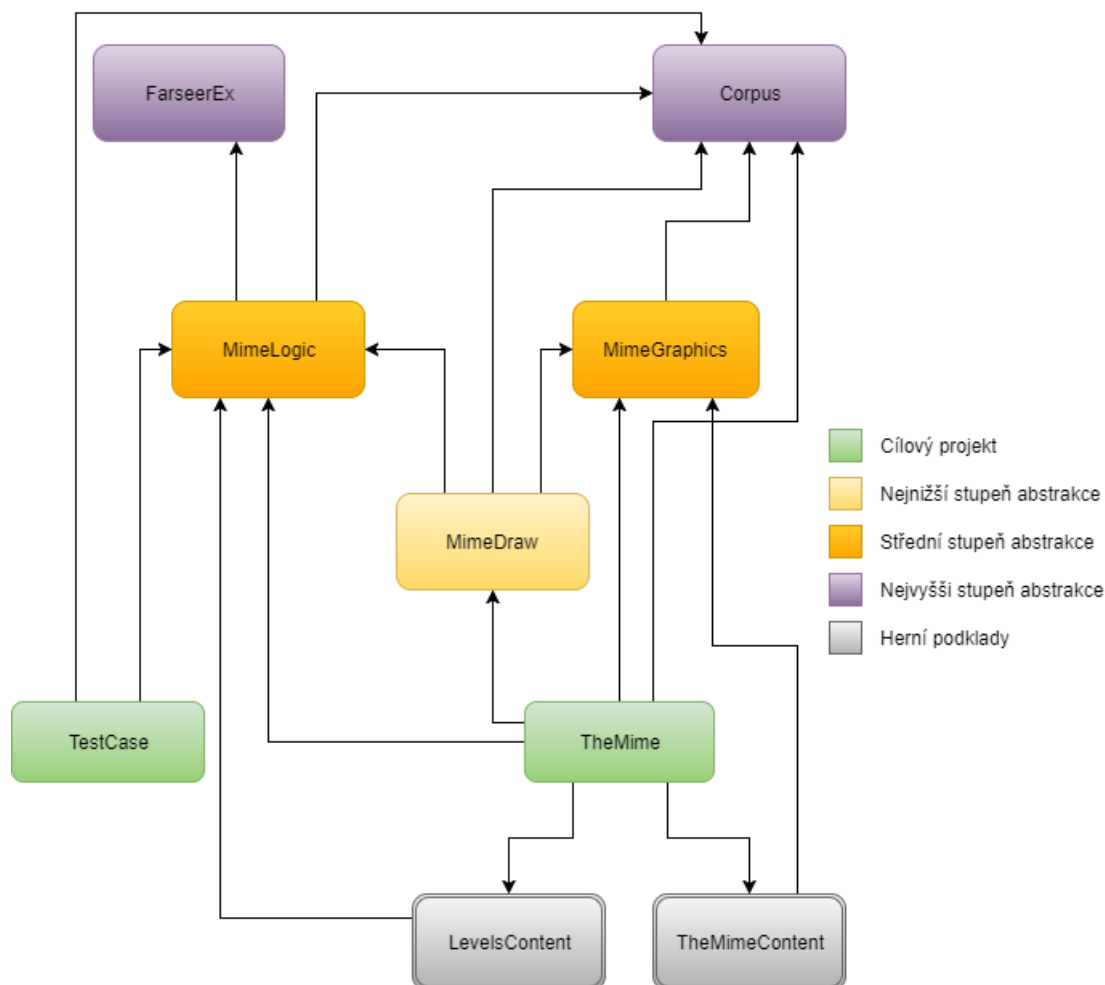 FarseerEx
Corpus
MimeLogic
MimeGraphics
Cílový projekt
Nejnižší stupeň abstrakce
MimeDraw
Střední stupeň abstrakce
Nejvyšši stupeň abstrakce
Herní podklady
TestCase
TheMime
LevelsContent
TheMimeContent